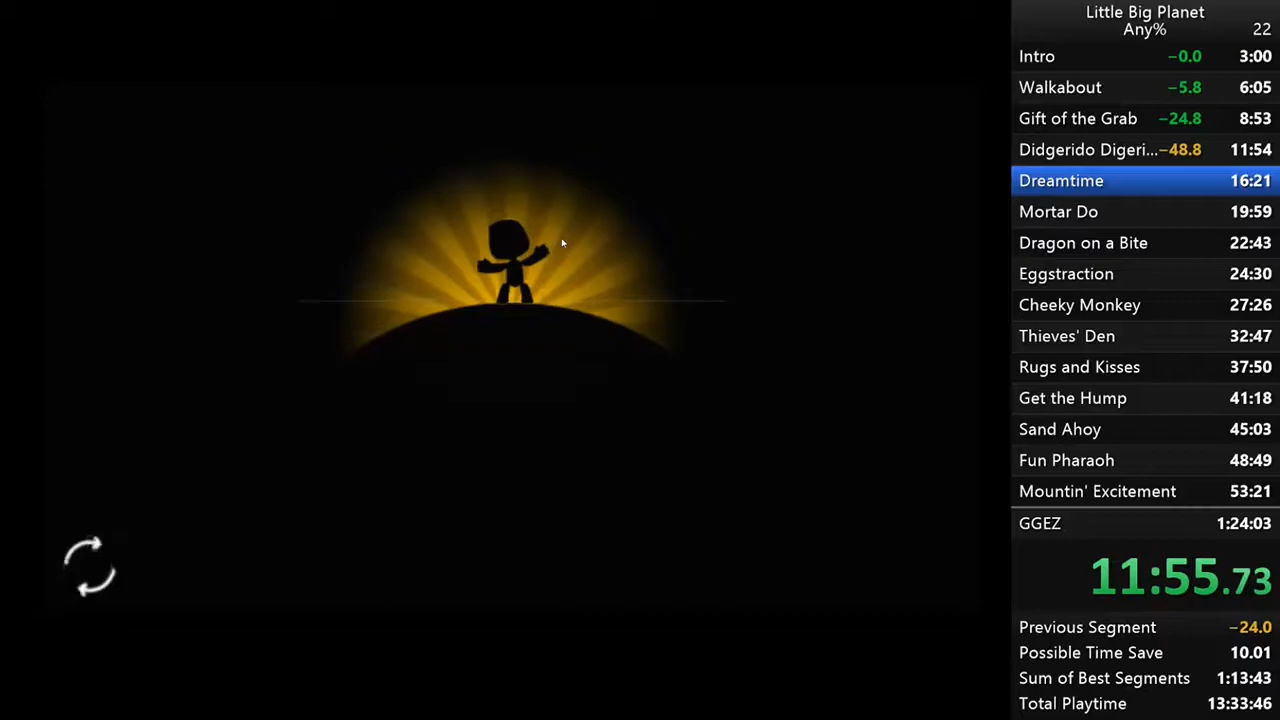 Little Big Planet
Any% 22
Intro −0.0 3:00
Walkabout −5.8 6:05
Gift of the Grab −24.8 8:53
Didgerido Digeri... −48.8 11:54
Dreamtime 16:21
Mortar Do 19:59
Dragon on a Bite 22:43
Eggstraction 24:30
Cheeky Monkey 27:26
Thieves' Den 32:47
Rugs and Kisses 37:50
Get the Hump 41:18
Sand Ahoy 45:03
Fun Pharaoh 48:49
Mountin' Excitement 53:21
GGEZ 1:24:03
11:55.73
Previous Segment −24.0
Possible Time Save 10.01
Sum of Best Segments 1:13:43
Total Playtime 13:33:46